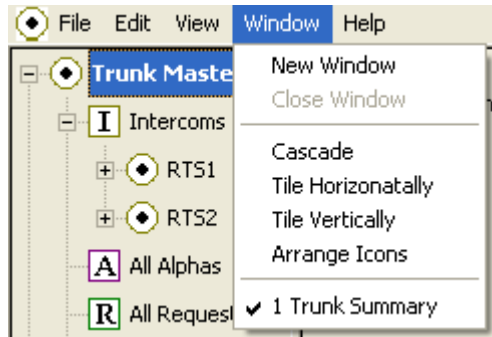 File Edit View Window Help
Trunk Maste
New Window
Close Window
I Intercoms
Cascade
RTS1
Tile Horizonatally
RTS2
Tile Vertically
A All Alphas
Arrange Icons
R All Request
✔ 1 Trunk Summary